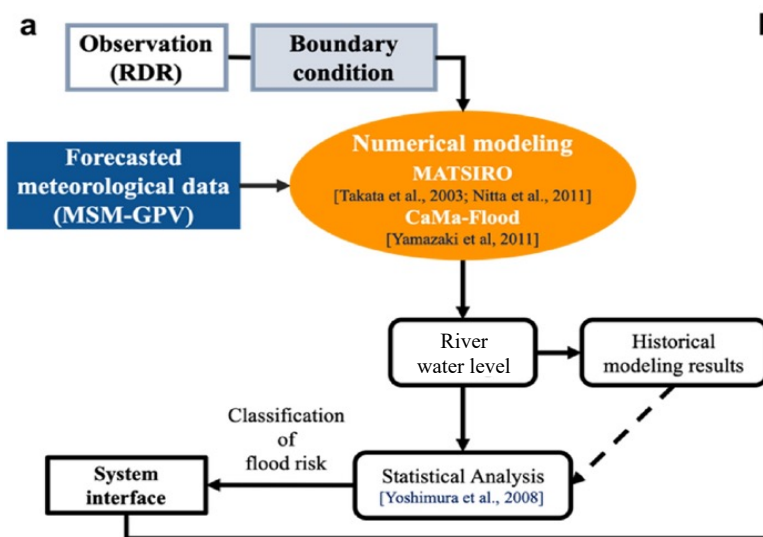 a
Observation
(RDR)
Boundary
condition
Forecasted
meteorological data
(MSM-GPV)
Numerical modeling
MATSIRO
[Takata et al., 2003; Nitta et al., 2011]
CaMa-Flood
[Yamazaki et al, 2011]
River
water level
Historical
modeling results
Classification
of
flood risk
System
interface
Statistical Analysis
[Yoshimura et al., 2008]